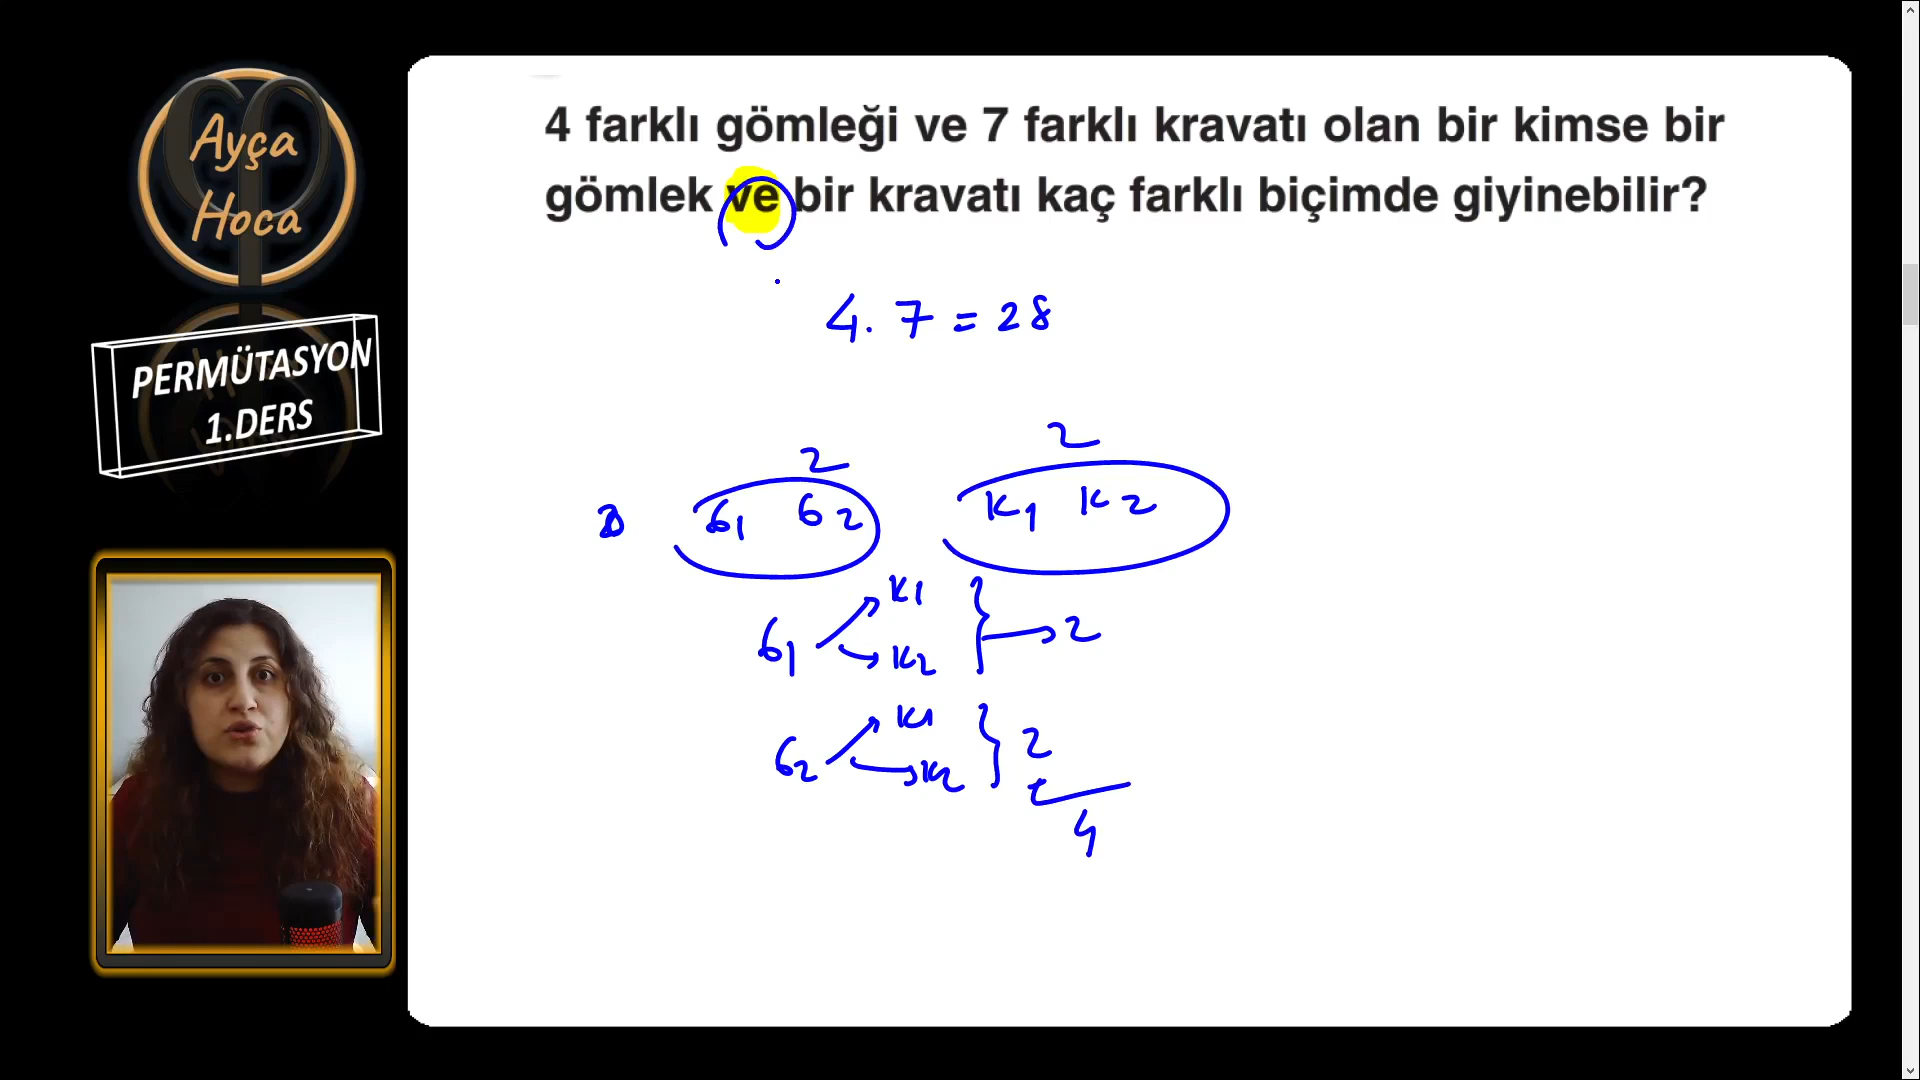 Ayça
Hoca
PERMÜTASYON
1.DERS
4 farklı gömleği ve 7 farklı kravatı olan bir kimse bir
gömlek ve bir kravatı kaç farklı biçimde giyinebilir?
4. 7 = 28
2 2
G1 G2 K1 K2
K1
G1 2
K2
K1
G2 2
K2
4